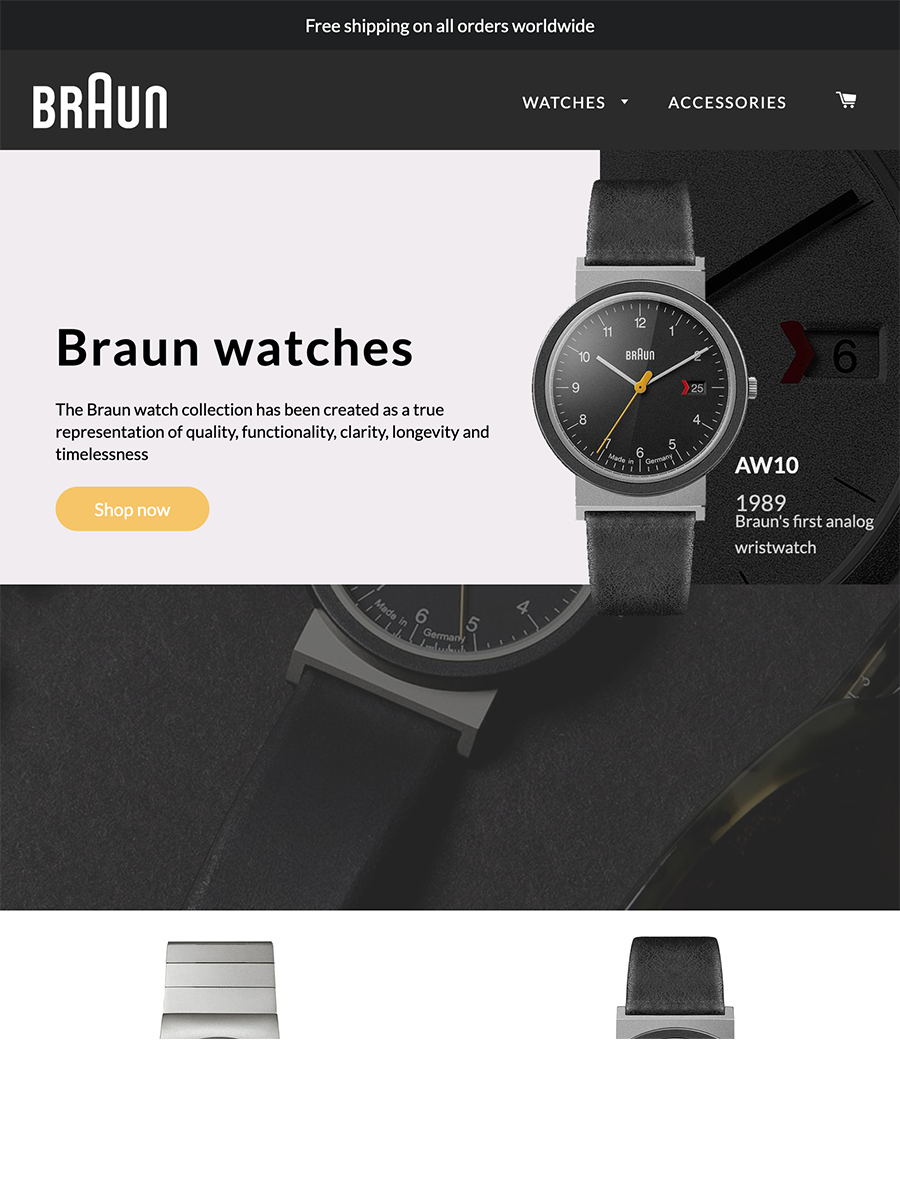 Free shipping on all orders worldwide
BRAUN
WATCHES
ACCESSORIES
Braun watches
The Braun watch collection has been created as a true
representation of quality, functionality, clarity, longevity and
timelessness
Shop now
12
11
1
10
BRAUN
2
9
25
8
4
7
5
6
Made in Germany
6
AW10
1989
Braun's first analog
wristwatch
6
5
4
Made in Germany